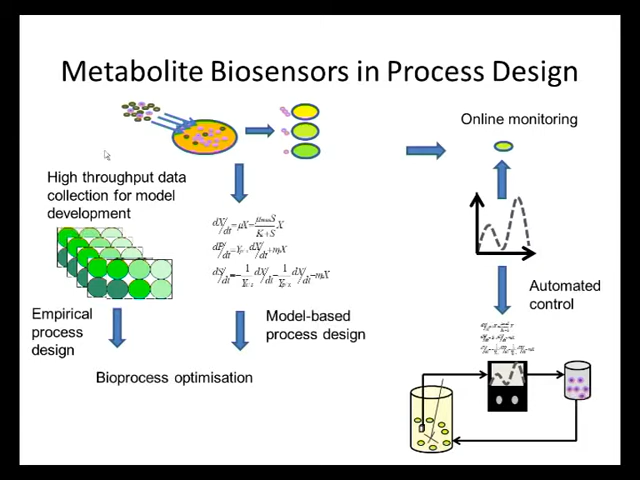 Metabolite Biosensors in Process Design
Online monitoring
High throughput data
collection for model
development
Automated
control
Empirical
process
design
Model-based
process design
Bioprocess optimisation